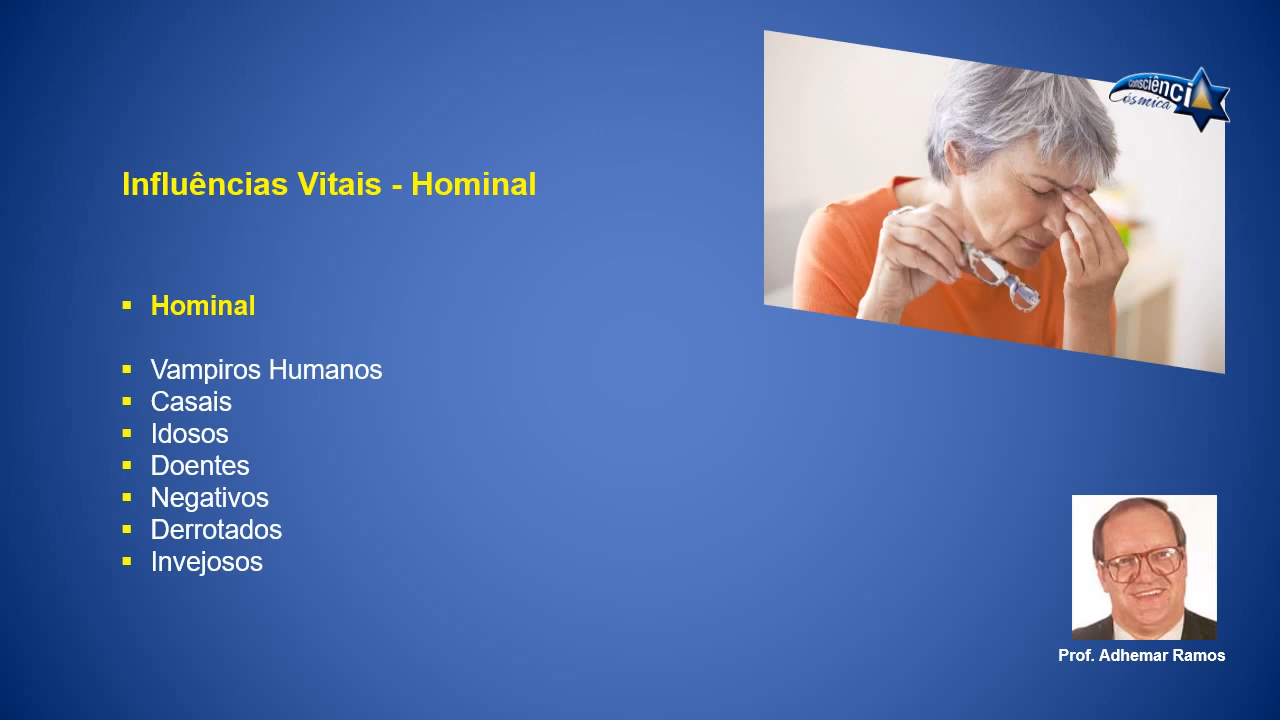 consciência
Cósmica
Influências Vitais - Hominal
▪ Hominal
▪ Vampiros Humanos
▪ Casais
▪ Idosos
▪ Doentes
▪ Negativos
▪ Derrotados
▪ Invejosos
Prof. Adhemar Ramos